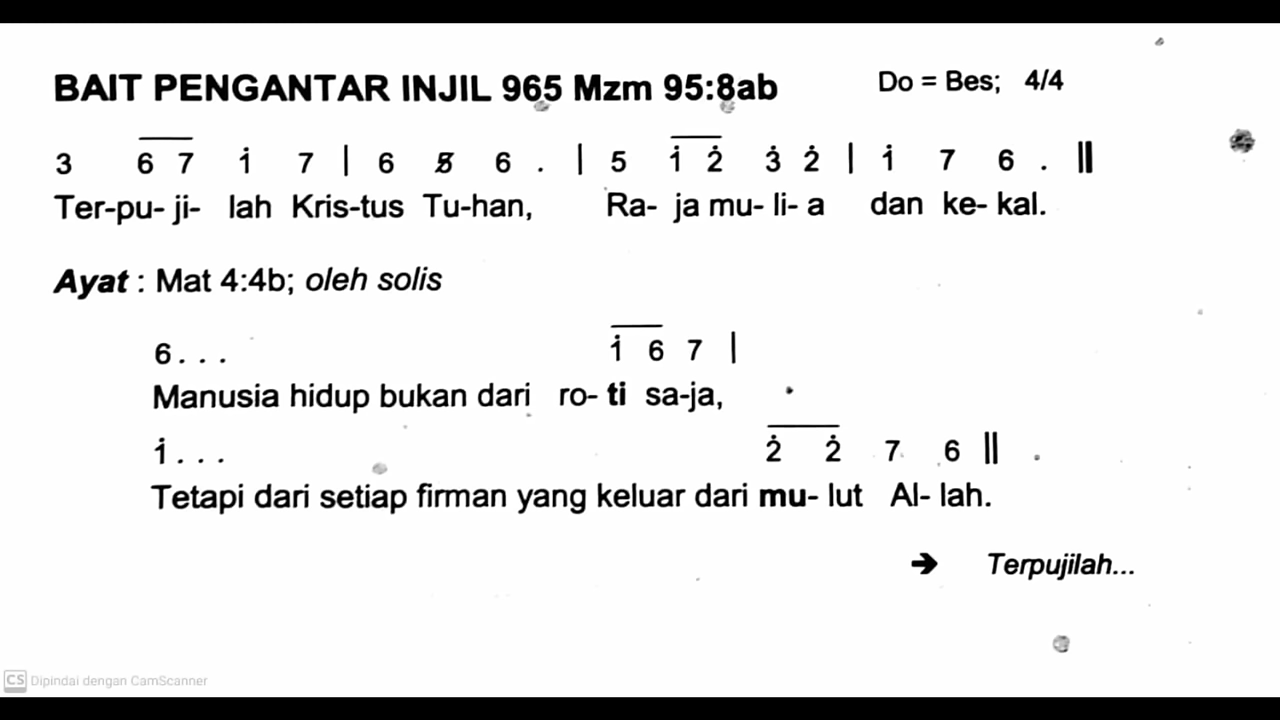 BAIT PENGANTAR INJIL 965 Mzm 95:8ab Do = Bes; 4/4
3 6 7 1̇ 7 | 6 5̸ 6 . | 5 1̇ 2̇ 3̇ 2̇ | 1̇ 7 6 . ||
Ter-pu- ji- lah Kris-tus Tu-han, Ra- ja mu- li- a dan ke- kal.
Ayat : Mat 4:4b; oleh solis
6 . . . 1̇ 6 7 |
Manusia hidup bukan dari ro- ti sa-ja,
1̇ . . . 2̇ 2̇ 7 6 ||
Tetapi dari setiap firman yang keluar dari mu- lut Al- lah.
➔ Terpujilah...
CS Dipindai dengan CamScanner